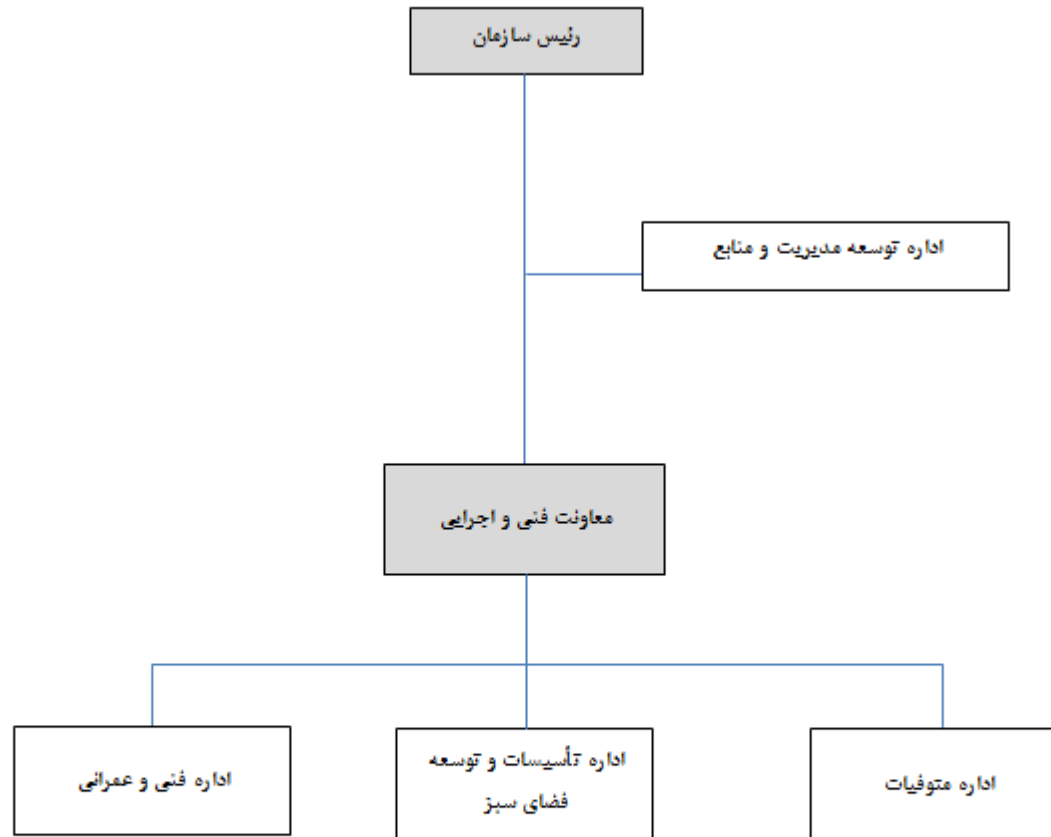 رئیس سازمان
اداره توسعه مدیریت و منابع
معاونت فنی و اجرایی
اداره متوفیات
اداره تأسیسات و توسعه
فضای سبز
اداره فنی و عمرانی